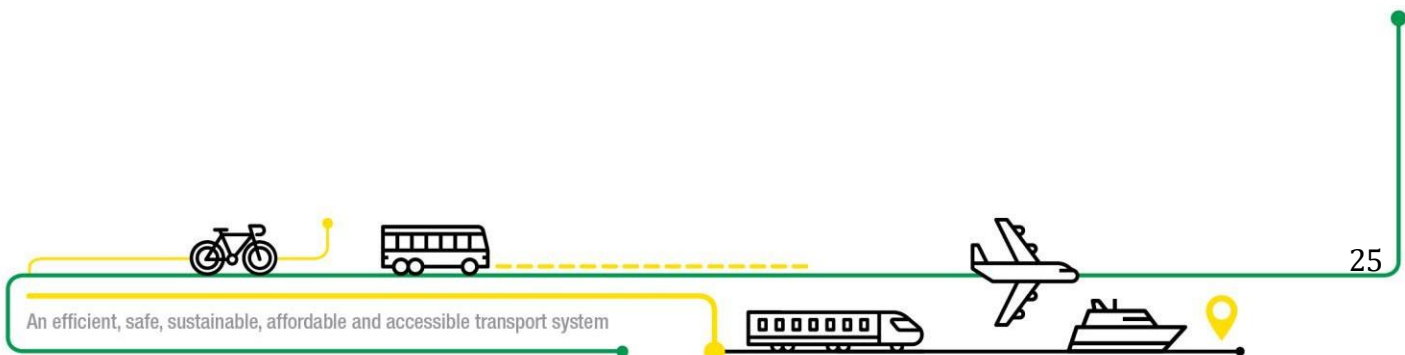 25
An efficient, safe, sustainable, affordable and accessible transport system